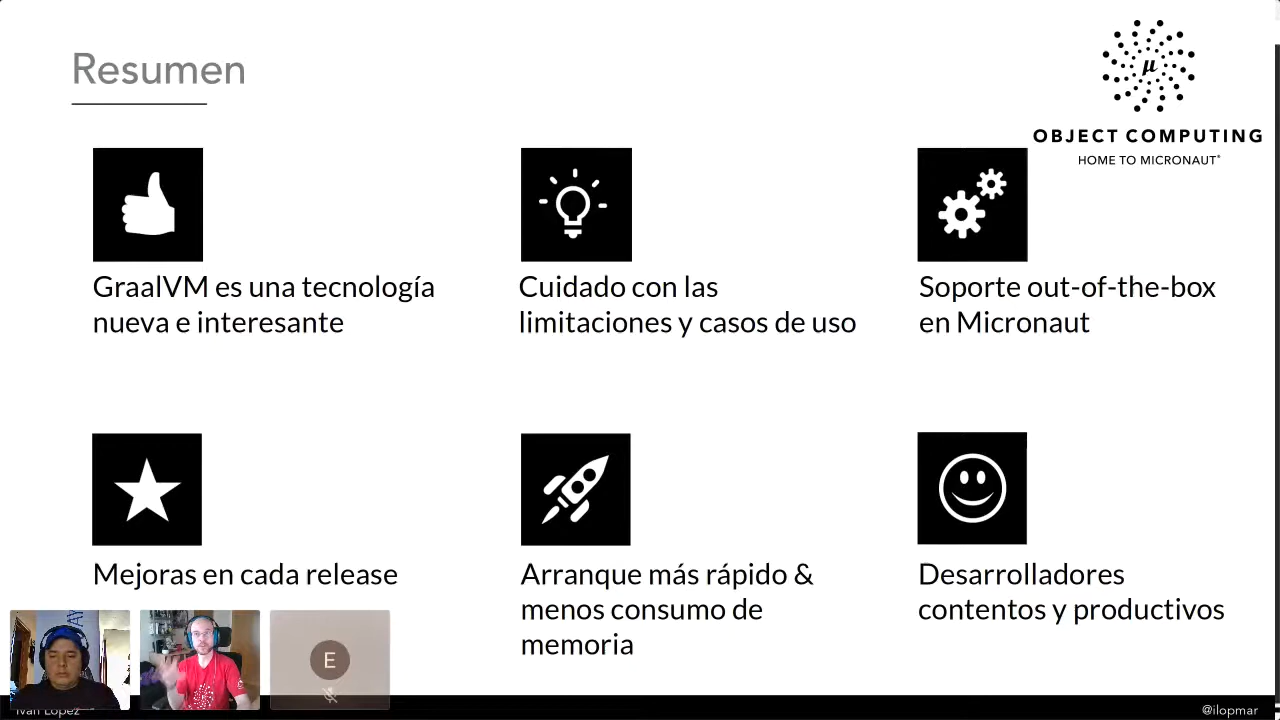 Resumen
µ
OBJECT COMPUTING
HOME TO MICRONAUT®
GraalVM es una tecnología
nueva e interesante
Cuidado con las
limitaciones y casos de uso
Soporte out-of-the-box
en Micronaut
Mejoras en cada release
Arranque más rápido &
menos consumo de
memoria
Desarrolladores
contentos y productivos
E
Iván López
@ilopmar